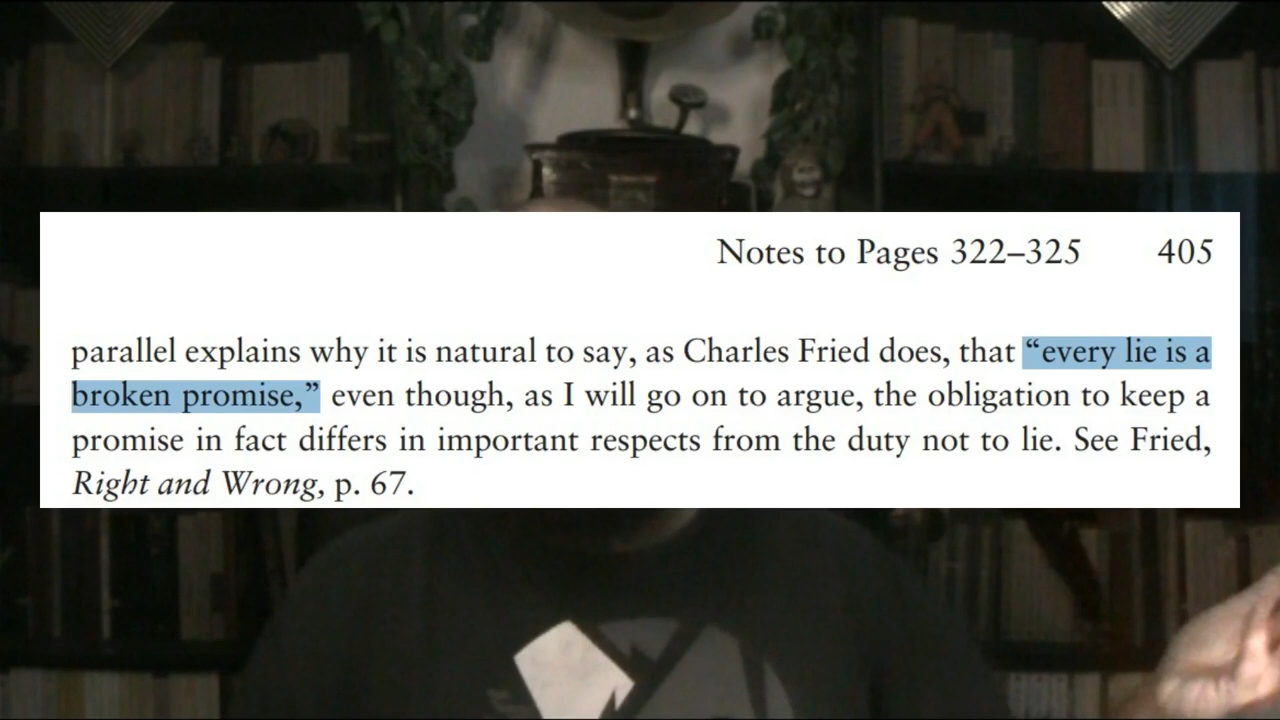 Notes to Pages 322–325 405
parallel explains why it is natural to say, as Charles Fried does, that “every lie is a
broken promise,” even though, as I will go on to argue, the obligation to keep a
promise in fact differs in important respects from the duty not to lie. See Fried,
Right and Wrong, p. 67.